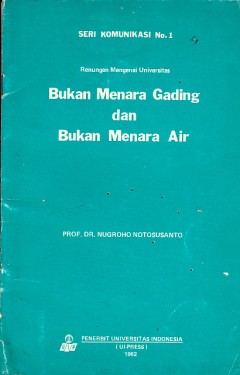 SERI KOMUNIKASI No. 1
Renungan Mengenai Universitas
Bukan Menara Gading
dan
Bukan Menara Air
PROF. DR. NUGROHO NOTOSUSANTO
PENERBIT UNIVERSITAS INDONESIA
( UI-PRESS )
1982